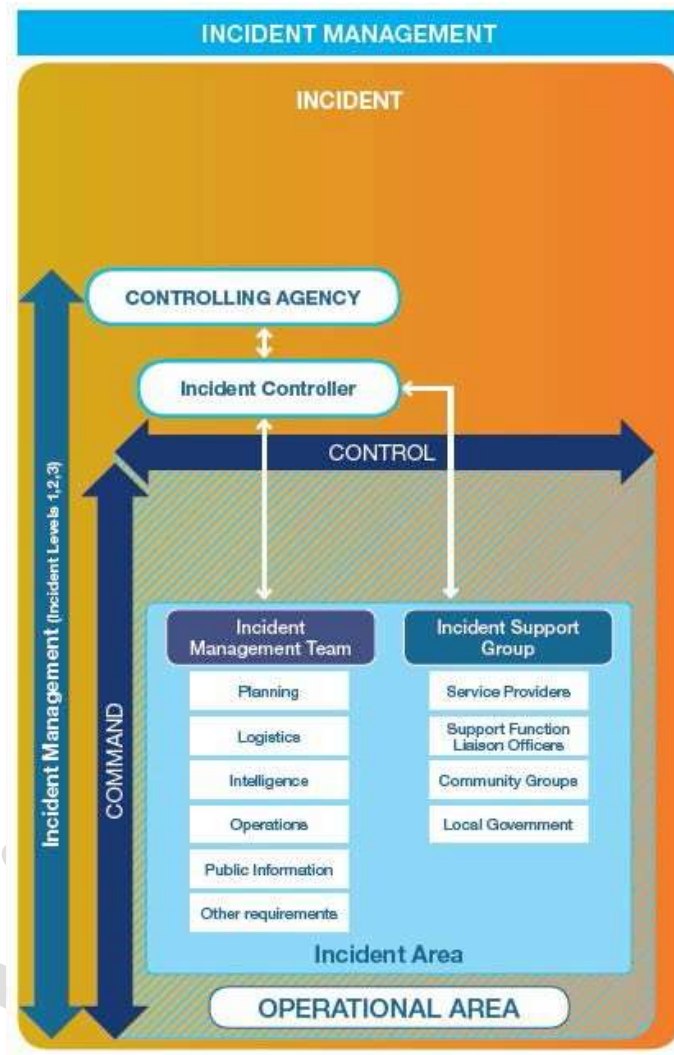 INCIDENT MANAGEMENT
INCIDENT
CONTROLLING AGENCY
Incident Controller
CONTROL
Incident Management (Incident Levels 1,2,3)
COMMAND
Incident
Management Team
Planning
Logistics
Intelligence
Operations
Public Information
Other requirements
Incident Support
Group
Service Providers
Support Function
Liaison Officers
Community Groups
Local Government
Incident Area
OPERATIONAL AREA